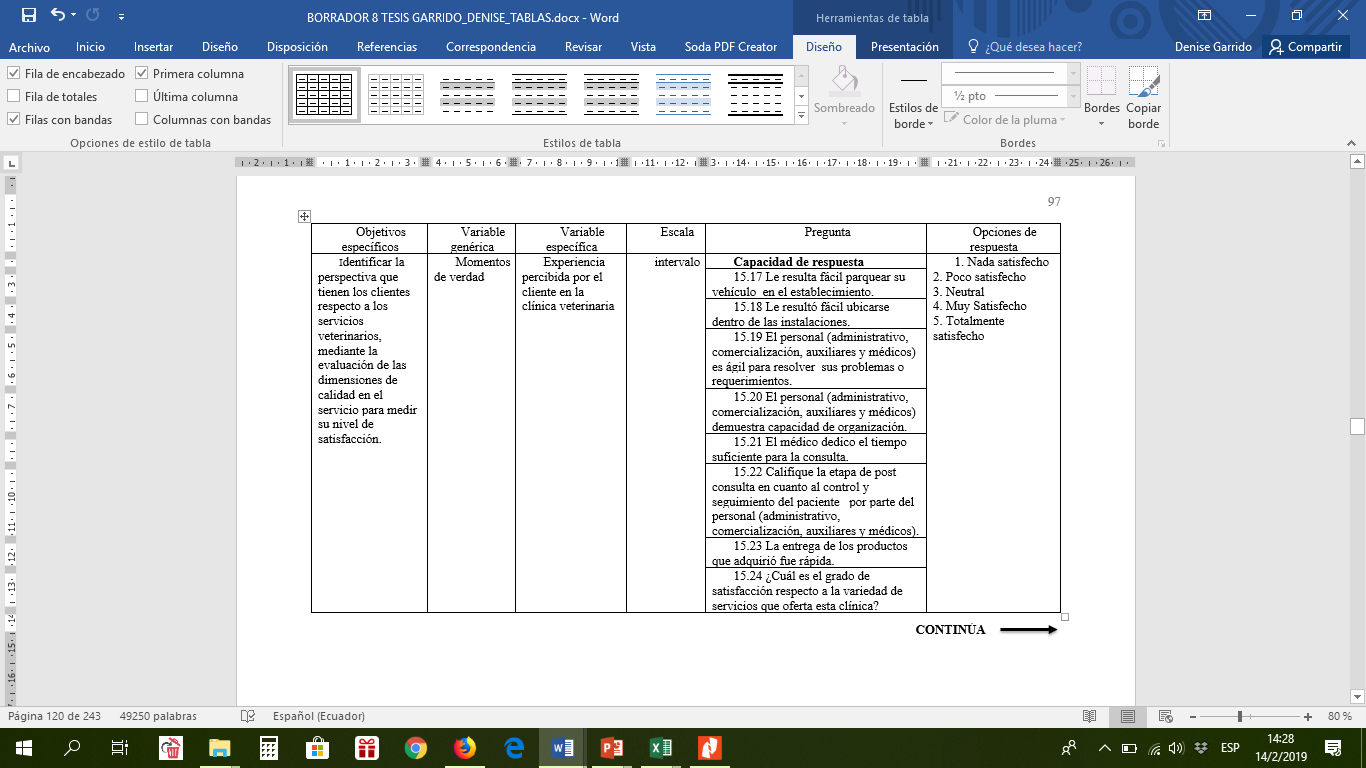 BORRADOR 8 TESIS GARRIDO_DENISE_TABLAS.docx - Word
Herramientas de tabla
Archivo Inicio Insertar Diseño Disposición Referencias Correspondencia Revisar Vista Soda PDF Creator Diseño Presentación ¿Qué desea hacer? Denise Garrido Compartir
Fila de encabezado Primera columna
Fila de totales Última columna
Filas con bandas Columnas con bandas
Opciones de estilo de tabla
Estilos de tabla
Sombreado
Estilos de borde
½ pto
Color de la pluma
Bordes
Copiar borde
Bordes
97
Objetivos
específicos
Variable
genérica
Variable
específica
Escala
Pregunta
Opciones de
respuesta
Identificar la
perspectiva que
tienen los clientes
respecto a los
servicios
veterinarios,
mediante la
evaluación de las
dimensiones de
calidad en el
servicio para medir
su nivel de
satisfacción.
Momentos
de verdad
Experiencia
percibida por el
cliente en la
clínica veterinaria
intervalo
Capacidad de respuesta
15.17 Le resulta fácil parquear su
vehículo en el establecimiento.
15.18 Le resultó fácil ubicarse
dentro de las instalaciones.
15.19 El personal (administrativo,
comercialización, auxiliares y médicos)
es ágil para resolver sus problemas o
requerimientos.
15.20 El personal (administrativo,
comercialización, auxiliares y médicos)
demuestra capacidad de organización.
15.21 El médico dedico el tiempo
suficiente para la consulta.
15.22 Califique la etapa de post
consulta en cuanto al control y
seguimiento del paciente por parte del
personal (administrativo,
comercialización, auxiliares y médicos).
15.23 La entrega de los productos
que adquirió fue rápida.
15.24 ¿Cuál es el grado de
satisfacción respecto a la variedad de
servicios que oferta esta clínica?
1. Nada satisfecho
2. Poco satisfecho
3. Neutral
4. Muy Satisfecho
5. Totalmente
satisfecho
CONTINÚA
Página 120 de 243 49250 palabras Español (Ecuador) 80 %
ESP
14:28
14/2/2019